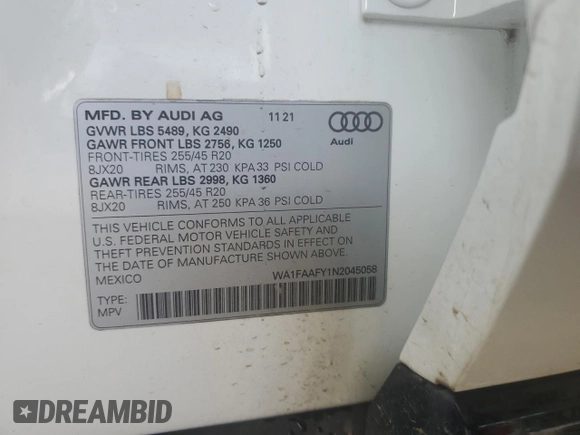 MFD. BY AUDI AG 11 21
GVWR LBS 5489, KG 2490
GAWR FRONT LBS 2756, KG 1250
FRONT-TIRES 255/45 R20
8JX20 RIMS, AT 230 KPA 33 PSI COLD
GAWR REAR LBS 2998, KG 1360
REAR-TIRES 255/45 R20
8JX20 RIMS, AT 250 KPA 36 PSI COLD
Audi
THIS VEHICLE CONFORMS TO ALL APPLICABLE
U.S. FEDERAL MOTOR VEHICLE SAFETY AND
THEFT PREVENTION STANDARDS IN EFFECT ON
THE DATE OF MANUFACTURE SHOWN ABOVE.
MEXICO WA1FAAFY1N2045058
TYPE:
MPV
DREAMBID